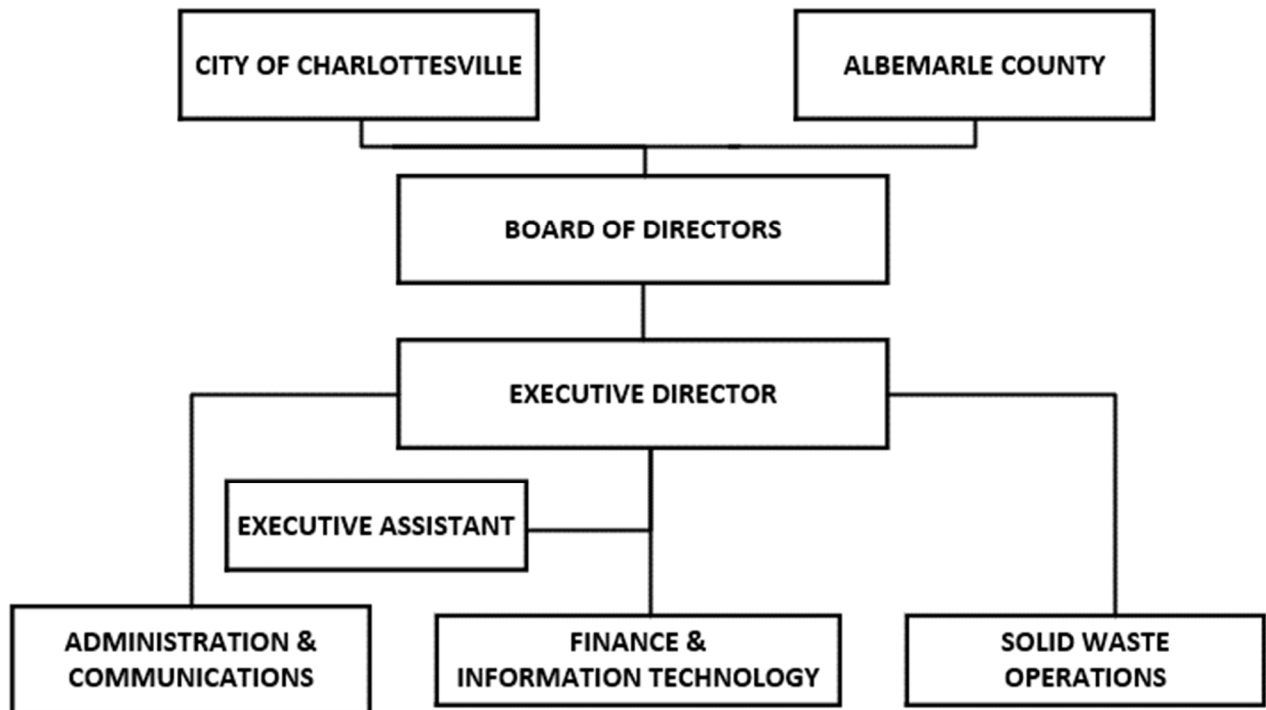 CITY OF CHARLOTTESVILLE
ALBEMARLE COUNTY
BOARD OF DIRECTORS
EXECUTIVE DIRECTOR
EXECUTIVE ASSISTANT
ADMINISTRATION &
COMMUNICATIONS
FINANCE &
INFORMATION TECHNOLOGY
SOLID WASTE
OPERATIONS